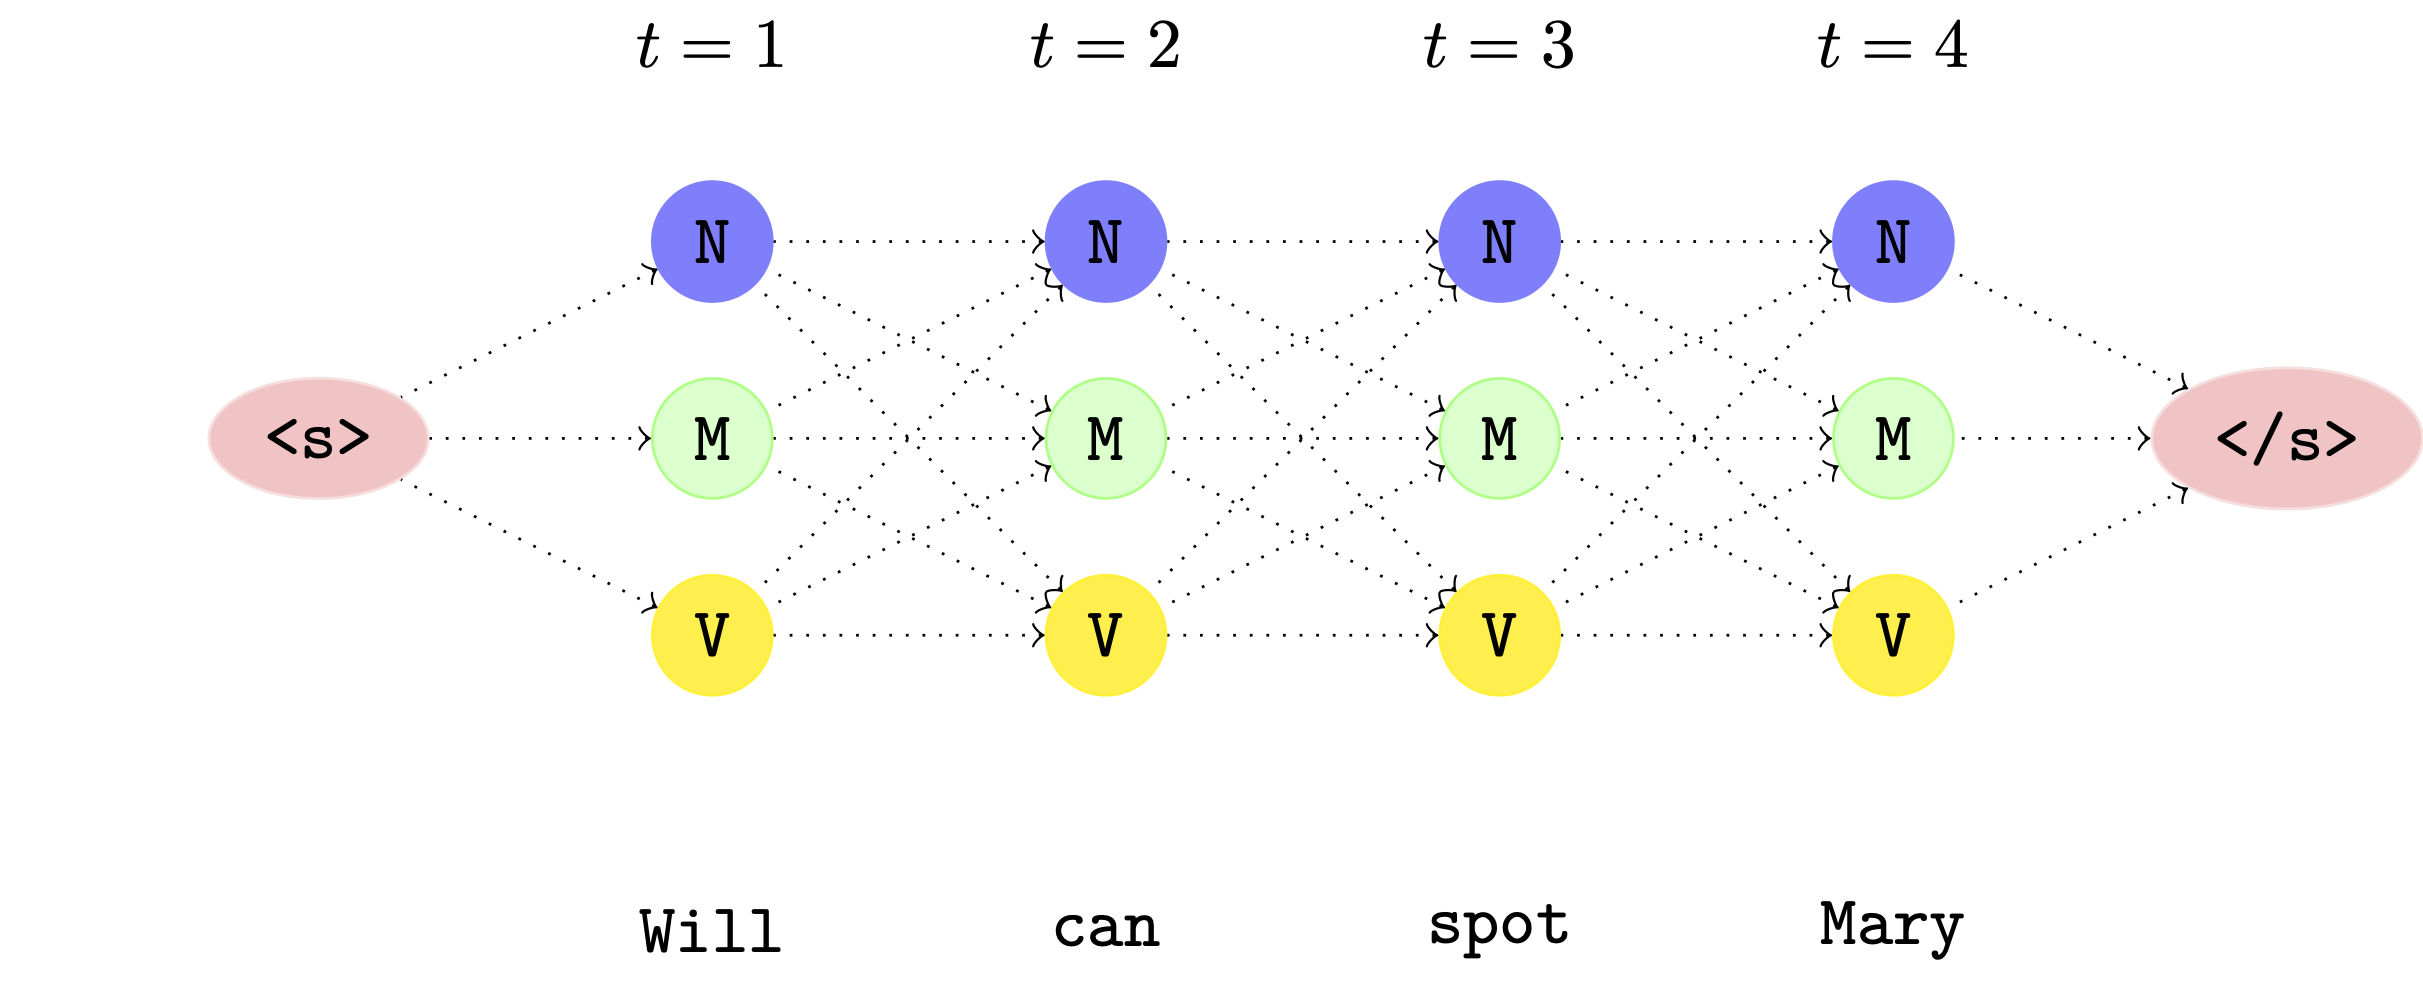 t = 1 t = 2 t = 3 t = 4
N N N N
<s> M M M M </s>
V V V V
Will can spot Mary